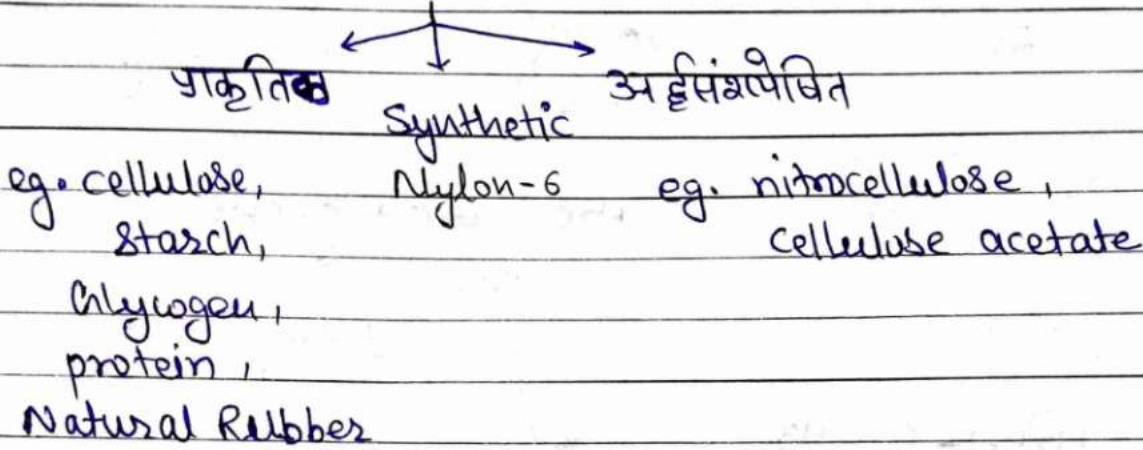 प्राकृतिक
अर्द्धसंश्लेषित
Synthetic
eg. cellulose,
Nylon-6
eg. nitrocellulose,
starch,
cellulose acetate
Glycogen,
protein,
Natural Rubber